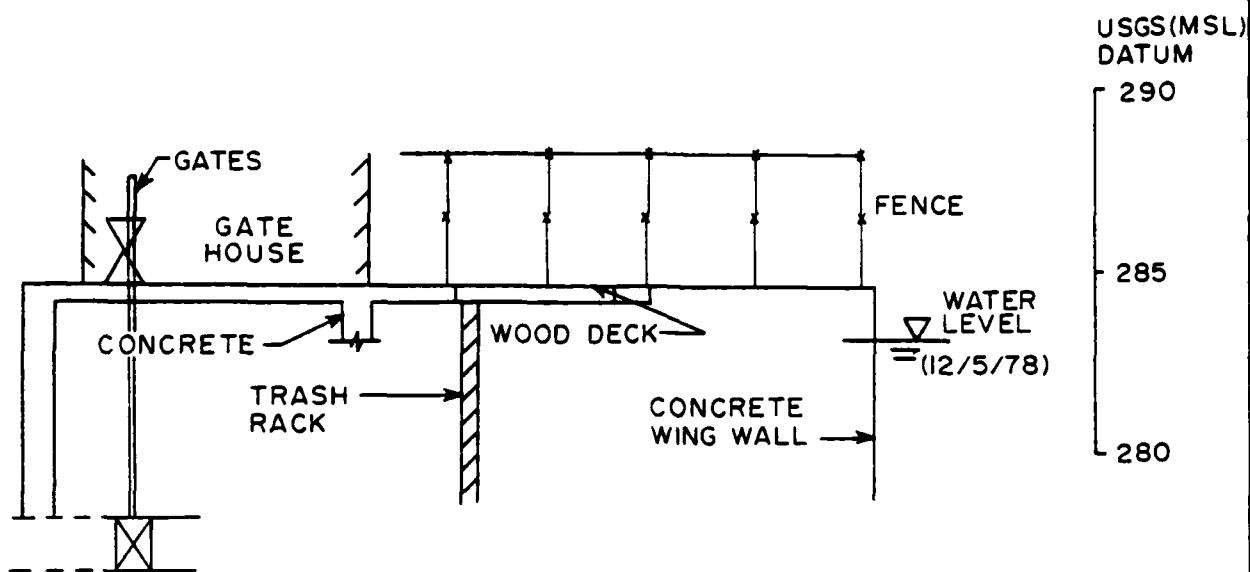 USGS(MSL)
DATUM
290
GATES
GATE
HOUSE
FENCE
285
WATER
LEVEL
(12/5/78)
CONCRETE
WOOD DECK
TRASH
RACK
CONCRETE
WING WALL
280